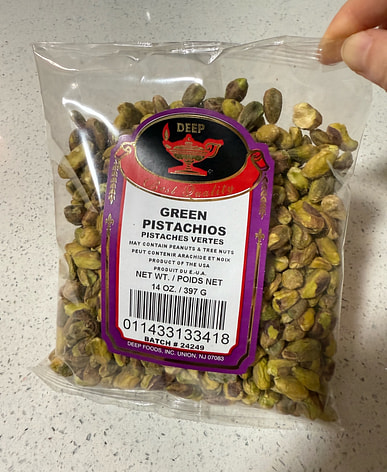 DEEP
First Quality
GREEN
PISTACHIOS
PISTACHES VERTES
MAY CONTAIN PEANUTS & TREE NUTS
PEUT CONTENIR ARACHIDE ET NOIX
PRODUCT OF THE USA
PRODUIT DU E.-U.A.
NET WT. / POIDS NET
14 OZ. / 397 G
011433133418
BATCH # 24249
DEEP FOODS, INC. UNION, NJ 07083